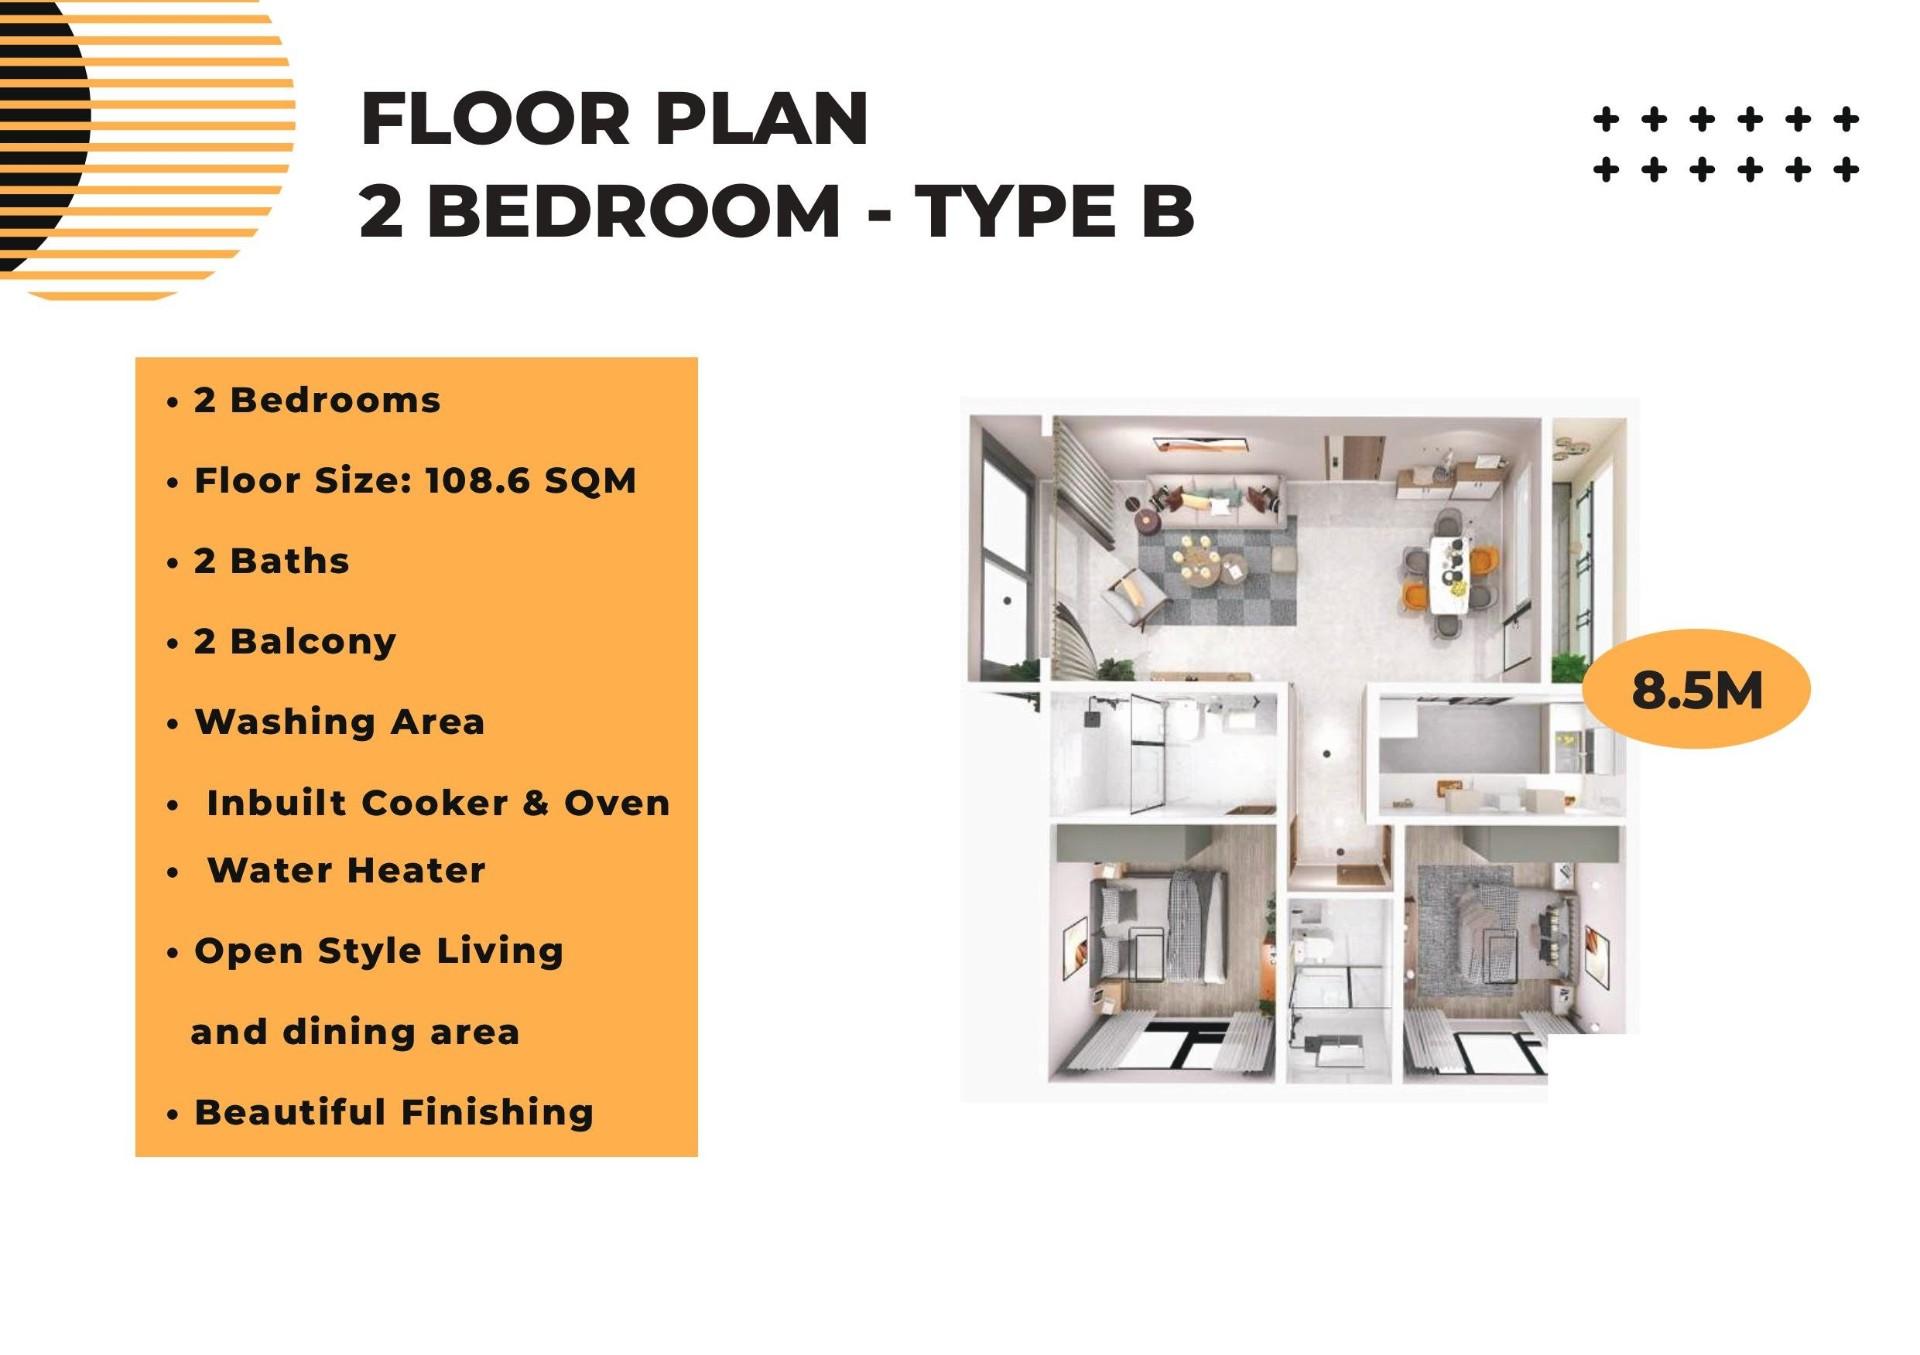 FLOOR PLAN
2 BEDROOM - TYPE B
• 2 Bedrooms
• Floor Size: 108.6 SQM
• 2 Baths
• 2 Balcony
• Washing Area
• Inbuilt Cooker & Oven
• Water Heater
• Open Style Living
and dining area
• Beautiful Finishing
8.5M